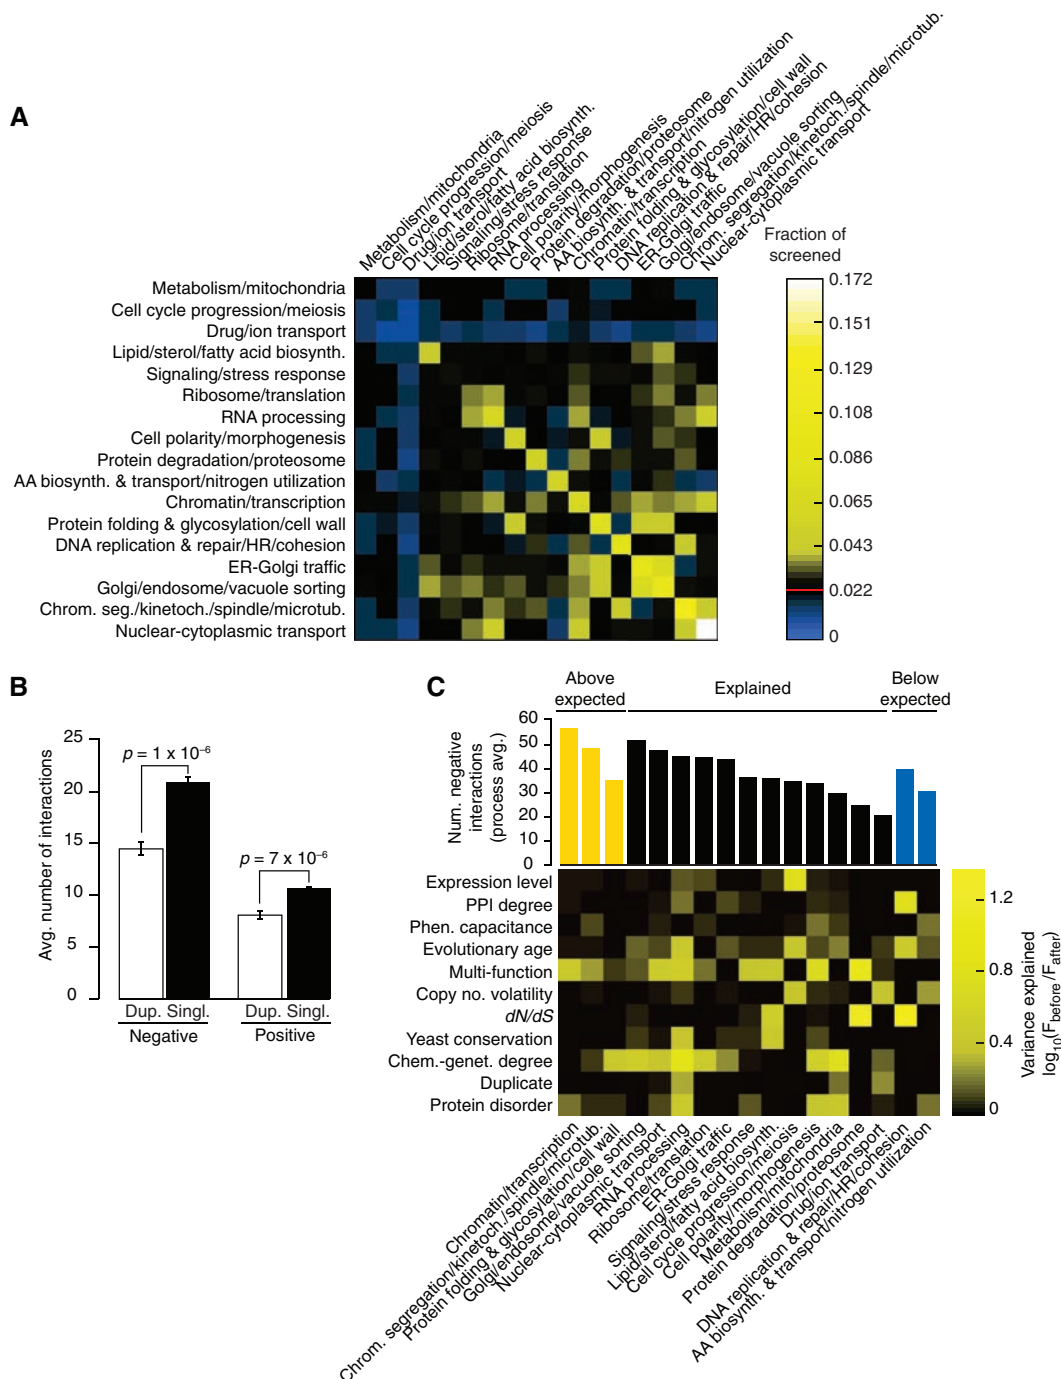 A
Metabolism/mitochondria
Cell cycle progression/meiosis
Drug/ion transport
Lipid/sterol/fatty acid biosynth.
Signaling/stress response
Ribosome/translation
RNA processing
Cell polarity/morphogenesis
Protein degradation/proteosome
AA biosynth. & transport/nitrogen utilization
Chromatin/transcription
Protein folding & glycosylation/cell wall
DNA replication & repair/HR/cohesion
ER-Golgi traffic
Golgi/endosome/vacuole sorting
Chrom. segregation/kinetoch./spindle/microtub.
Nuclear-cytoplasmic transport
Fraction of
screened
0.172
0.151
0.129
0.108
0.086
0.065
0.043
0.022
0
Metabolism/mitochondria
Cell cycle progression/meiosis
Drug/ion transport
Lipid/sterol/fatty acid biosynth.
Signaling/stress response
Ribosome/translation
RNA processing
Cell polarity/morphogenesis
Protein degradation/proteosome
AA biosynth. & transport/nitrogen utilization
Chromatin/transcription
Protein folding & glycosylation/cell wall
DNA replication & repair/HR/cohesion
ER-Golgi traffic
Golgi/endosome/vacuole sorting
Chrom. seg./kinetoch./spindle/microtub.
Nuclear-cytoplasmic transport
B
Avg. number of interactions
25
20
15
10
5
0
p = 1 x 10⁻⁶
p = 7 x 10⁻⁶
Dup. Singl.
Negative
Dup. Singl.
Positive
C
Above
expected
Explained
Below
expected
Num. negative
interactions
(process avg.)
60
50
40
30
20
10
0
Expression level
PPI degree
Phen. capacitance
Evolutionary age
Multi-function
Copy no. volatility
dN/dS
Yeast conservation
Chem.-genet. degree
Duplicate
Protein disorder
1.2
0.8
0.4
0
Variance explained
log₁₀(F before/F after)
Chromatin/transcription
Chrom. segregation/kinetoch./spindle/microtub.
Protein folding & glycosylation/cell wall
Golgi/endosome/vacuole sorting
Nuclear-cytoplasmic transport
RNA processing
Ribosome/translation
ER-Golgi traffic
Signaling/stress response
Lipid/sterol/fatty acid biosynth.
Cell cycle progression/meiosis
Cell polarity/morphogenesis
Metabolism/mitochondria
Protein degradation/proteosome
Drug/ion transport
DNA replication & repair/HR/cohesion
AA biosynth. & transport/nitrogen utilization